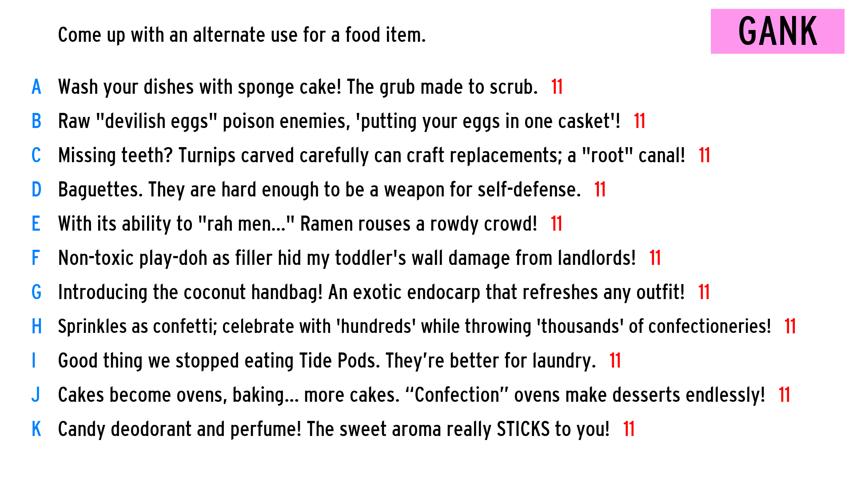 Come up with an alternate use for a food item.
GANK
A Wash your dishes with sponge cake! The grub made to scrub. 11
B Raw "devilish eggs" poison enemies, 'putting your eggs in one casket'! 11
C Missing teeth? Turnips carved carefully can craft replacements; a "root" canal! 11
D Baguettes. They are hard enough to be a weapon for self-defense. 11
E With its ability to "rah men..." Ramen rouses a rowdy crowd! 11
F Non-toxic play-doh as filler hid my toddler's wall damage from landlords! 11
G Introducing the coconut handbag! An exotic endocarp that refreshes any outfit! 11
H Sprinkles as confetti; celebrate with 'hundreds' while throwing 'thousands' of confectioneries! 11
I Good thing we stopped eating Tide Pods. They’re better for laundry. 11
J Cakes become ovens, baking... more cakes. “Confection” ovens make desserts endlessly! 11
K Candy deodorant and perfume! The sweet aroma really STICKS to you! 11